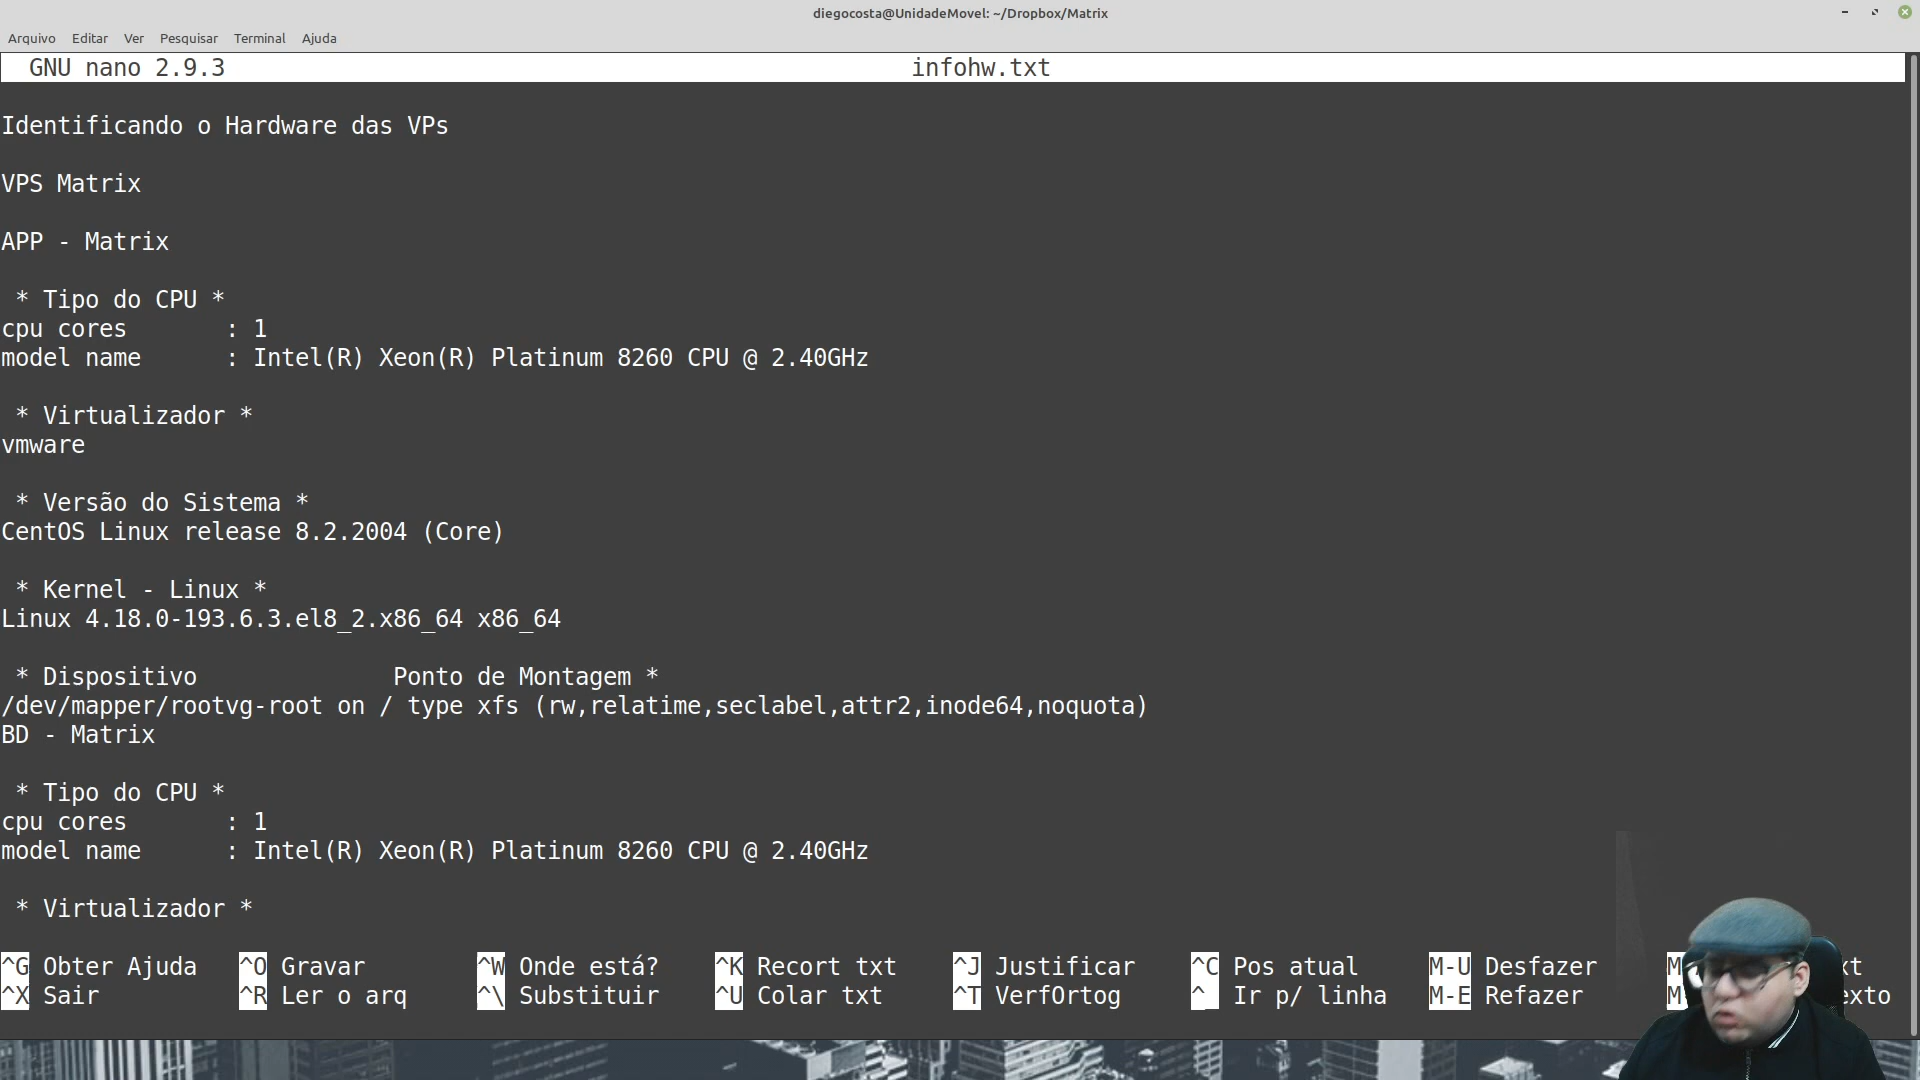 diegocosta@UnidadeMovel: ~/Dropbox/Matrix
Arquivo Editar Ver Pesquisar Terminal Ajuda
GNU nano 2.9.3 infohw.txt
Identificando o Hardware das VPs
VPS Matrix
APP - Matrix
* Tipo do CPU *
cpu cores : 1
model name : Intel(R) Xeon(R) Platinum 8260 CPU @ 2.40GHz
* Virtualizador *
vmware
* Versão do Sistema *
CentOS Linux release 8.2.2004 (Core)
* Kernel - Linux *
Linux 4.18.0-193.6.3.el8_2.x86_64 x86_64
* Dispositivo Ponto de Montagem *
/dev/mapper/rootvg-root on / type xfs (rw,relatime,seclabel,attr2,inode64,noquota)
BD - Matrix
* Tipo do CPU *
cpu cores : 1
model name : Intel(R) Xeon(R) Platinum 8260 CPU @ 2.40GHz
* Virtualizador *
^G Obter Ajuda ^O Gravar ^W Onde está? ^K Recort txt ^J Justificar ^C Pos atual M-U Desfazer
^X Sair ^R Ler o arq ^\ Substituir ^U Colar txt ^T VerfOrtog ^_ Ir p/ linha M-E Refazer